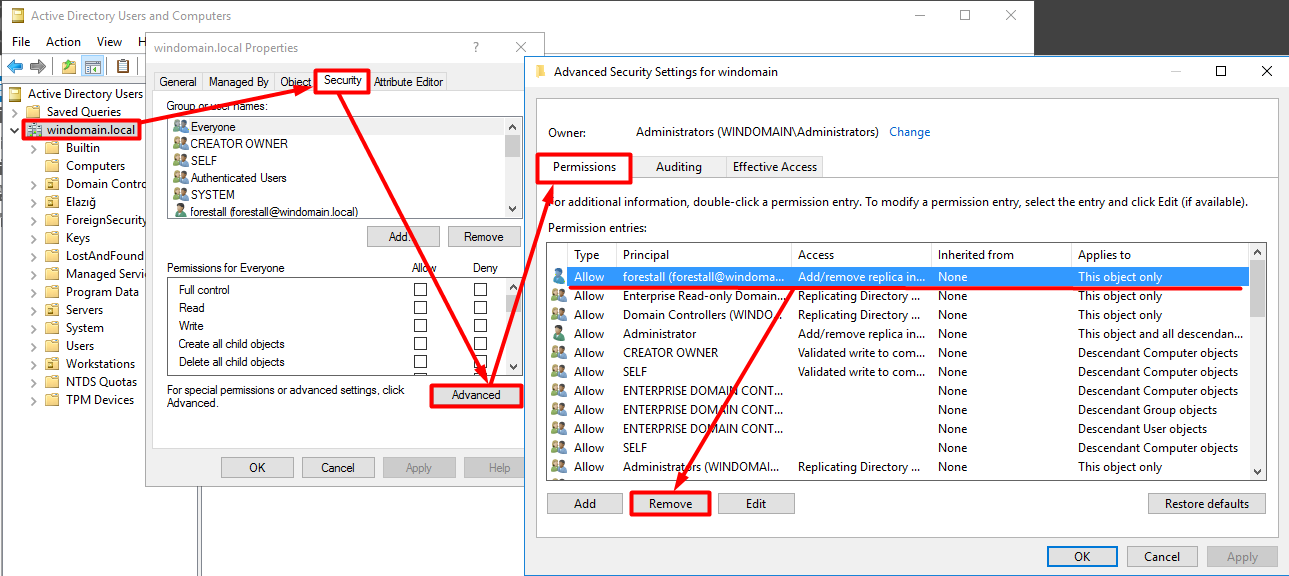 Active Directory Users and Computers
File Action View H
Active Directory Users
Saved Queries
windomain.local
Builtin
Computers
Domain Contro
Elazığ
ForeignSecurity
Keys
LostAndFound
Managed Servi
Program Data
Servers
System
Users
Workstations
NTDS Quotas
TPM Devices
windomain.local Properties
?
General Managed By Object Security Attribute Editor
Group or user names:
Everyone
CREATOR OWNER
SELF
Authenticated Users
SYSTEM
forestall (forestall@windomain.local)
Add... Remove
Permissions for Everyone Allow Deny
Full control
Read
Write
Create all child objects
Delete all child objects
For special permissions or advanced settings, click
Advanced.
Advanced
OK Cancel Apply Help
Advanced Security Settings for windomain
Owner: Administrators (WINDOMAIN\Administrators) Change
Permissions Auditing Effective Access
For additional information, double-click a permission entry. To modify a permission entry, select the entry and click Edit (if available).
Permission entries:
Type Principal Access Inherited from Applies to
Allow forestall (forestall@windoma... Add/remove replica in... None This object only
Allow Enterprise Read-only Domain... Replicating Directory ... None This object only
Allow Domain Controllers (WINDO... Replicating Directory ... None This object only
Allow Administrator Add/remove replica in... None This object and all descendan...
Allow CREATOR OWNER Validated write to com... None Descendant Computer objects
Allow SELF Validated write to com... None Descendant Computer objects
Allow ENTERPRISE DOMAIN CONT... None Descendant Computer objects
Allow ENTERPRISE DOMAIN CONT... None Descendant Group objects
Allow ENTERPRISE DOMAIN CONT... None Descendant User objects
Allow SELF None Descendant Computer objects
Allow Administrators (WINDOMAI... Replicating Directory ... None This object only
Add Remove Edit Restore defaults
OK Cancel Apply